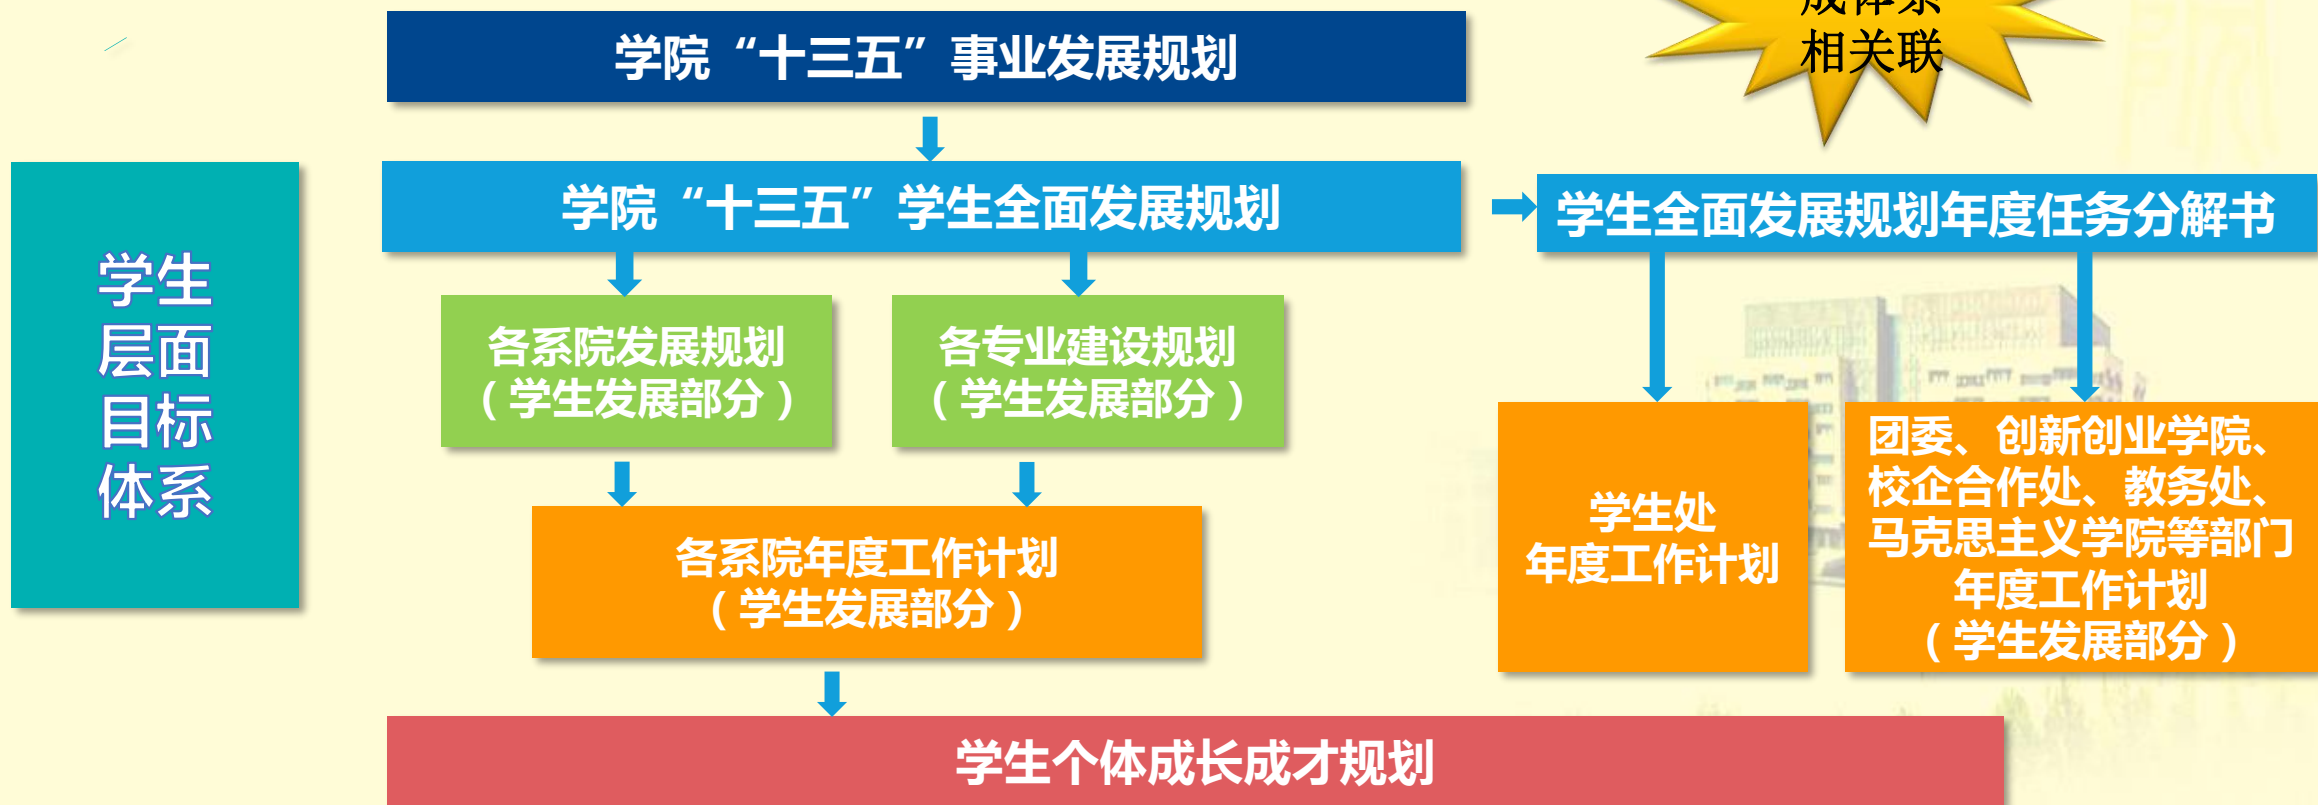 成体系
相关联
学院“十三五”事业发展规划
学院“十三五”学生全面发展规划
学生全面发展规划年度任务分解书
学生
层面
目标
体系
各系院发展规划
（学生发展部分）
各专业建设规划
（学生发展部分）
各系院年度工作计划
（学生发展部分）
学生处
年度工作计划
团委、创新创业学院、
校企合作处、教务处、
马克思主义学院等部门
年度工作计划
（学生发展部分）
学生个体成长成才规划